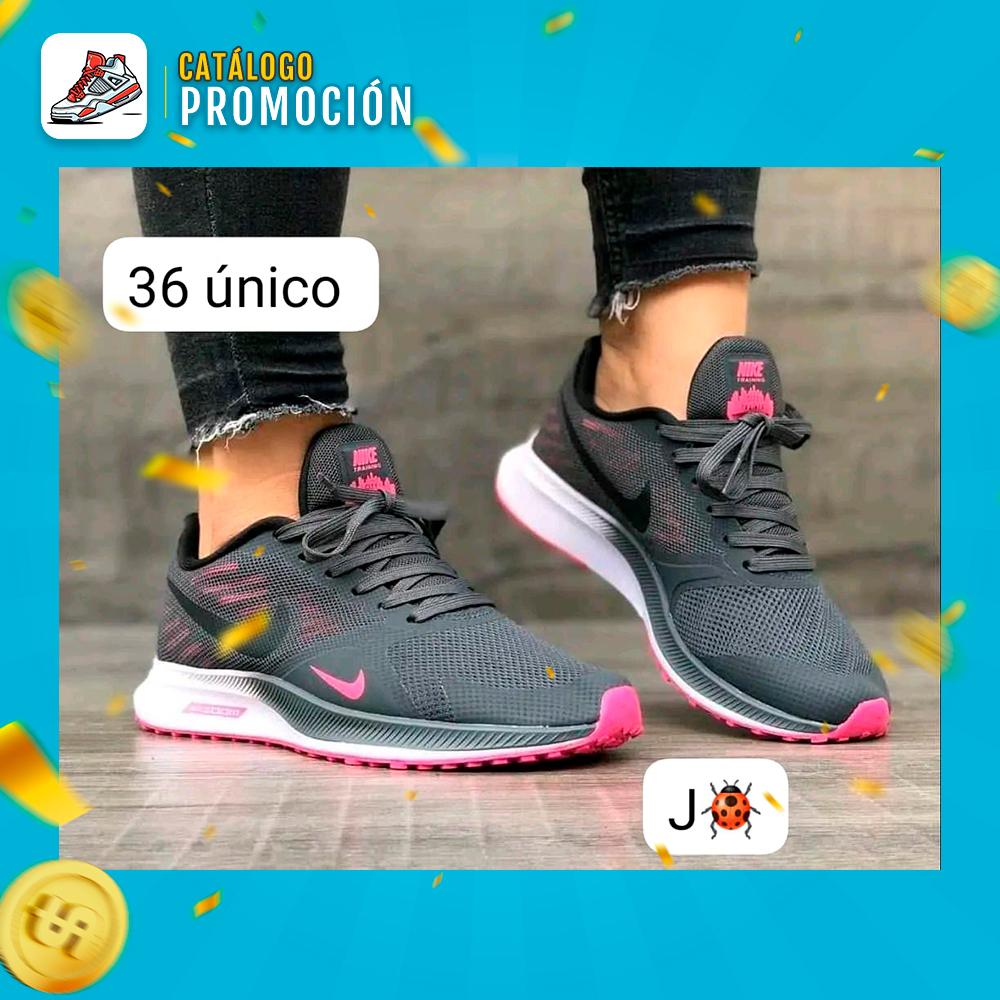 CATÁLOGO
PROMOCIÓN
36 único
NIKE
TRAINING
NIKE
TRAINING
J🐞